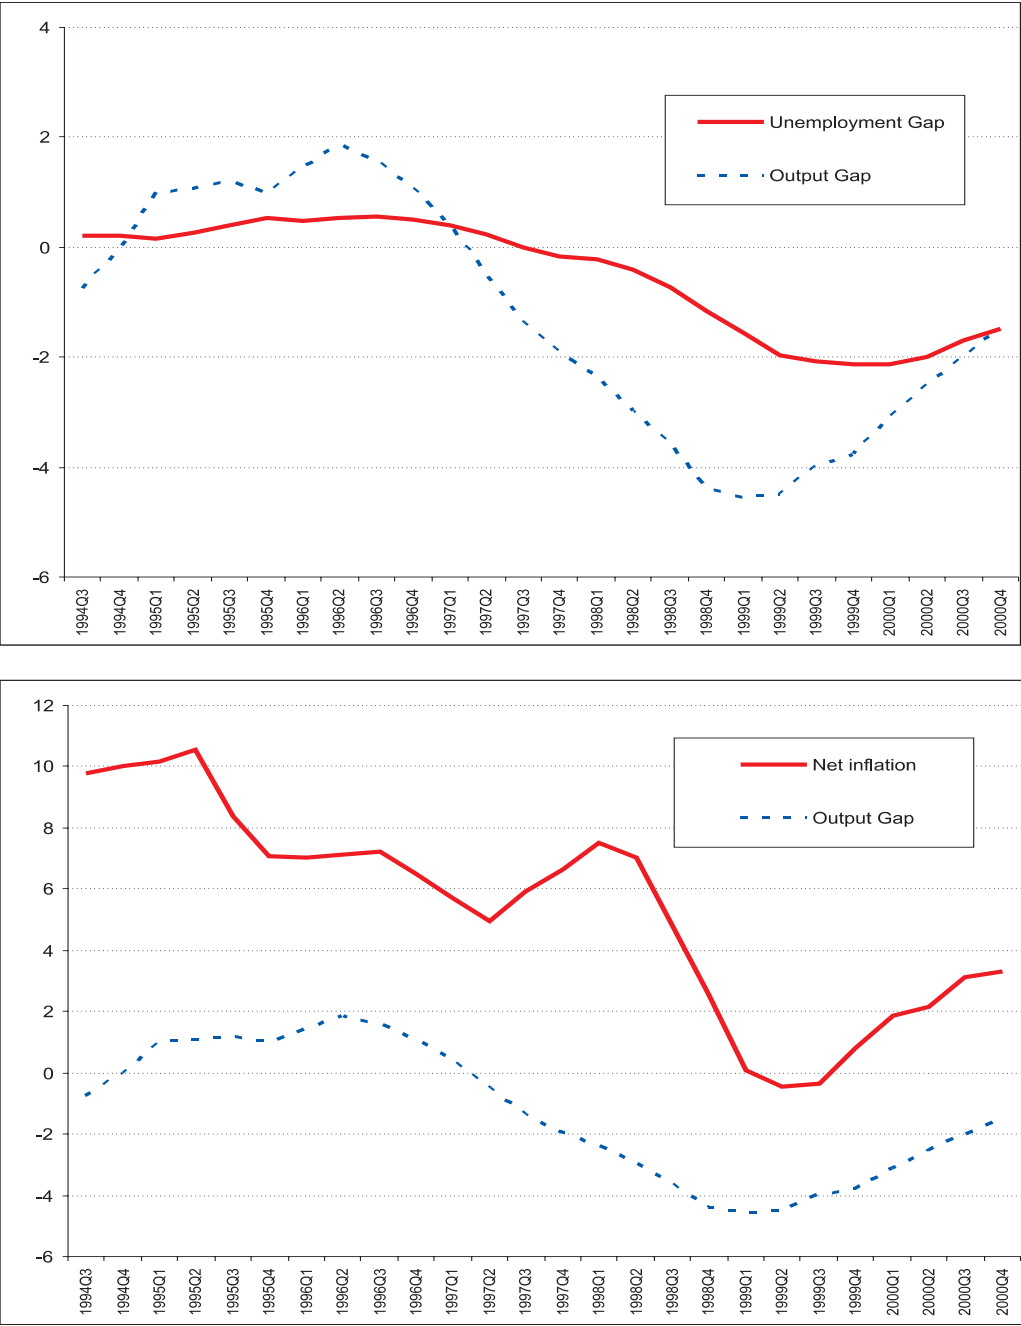 4
2
0
-2
-4
-6
Unemployment Gap
Output Gap
1994Q3
1994Q4
1995Q1
1995Q2
1995Q3
1995Q4
1996Q1
1996Q2
1996Q3
1996Q4
1997Q1
1997Q2
1997Q3
1997Q4
1998Q1
1998Q2
1998Q3
1998Q4
1999Q1
1999Q2
1999Q3
1999Q4
2000Q1
2000Q2
2000Q3
2000Q4
12
10
8
6
4
2
0
-2
-4
-6
Net inflation
Output Gap
1994Q3
1994Q4
1995Q1
1995Q2
1995Q3
1995Q4
1996Q1
1996Q2
1996Q3
1996Q4
1997Q1
1997Q2
1997Q3
1997Q4
1998Q1
1998Q2
1998Q3
1998Q4
1999Q1
1999Q2
1999Q3
1999Q4
2000Q1
2000Q2
2000Q3
2000Q4